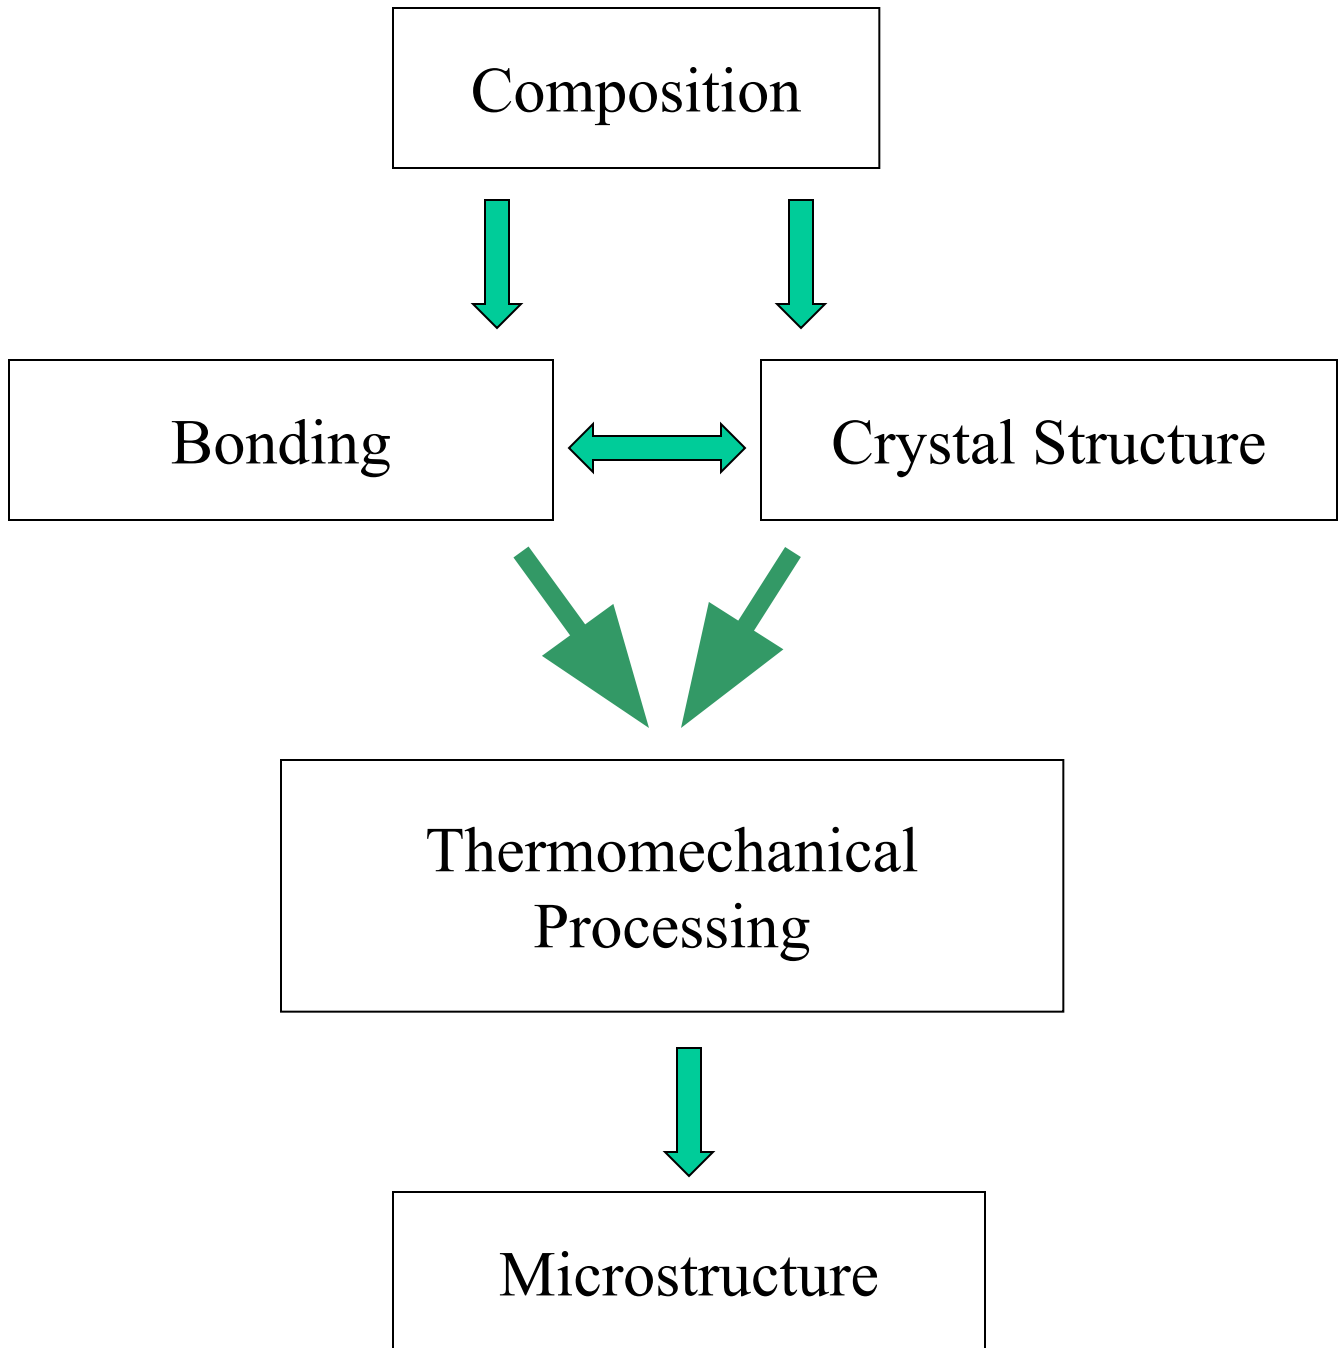 Composition
Bonding
Crystal Structure
Thermomechanical
Processing
Microstructure